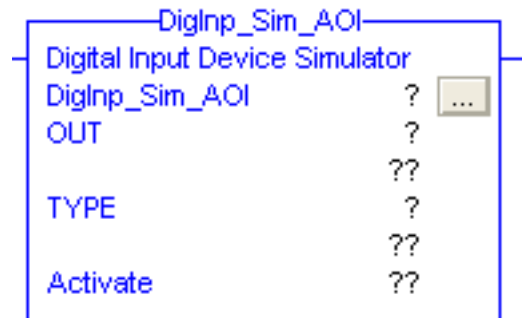 DigInp_Sim_AOI
Digital Input Device Simulator
DigInp_Sim_AOI ? ...
OUT ?
??
TYPE ?
??
Activate ??